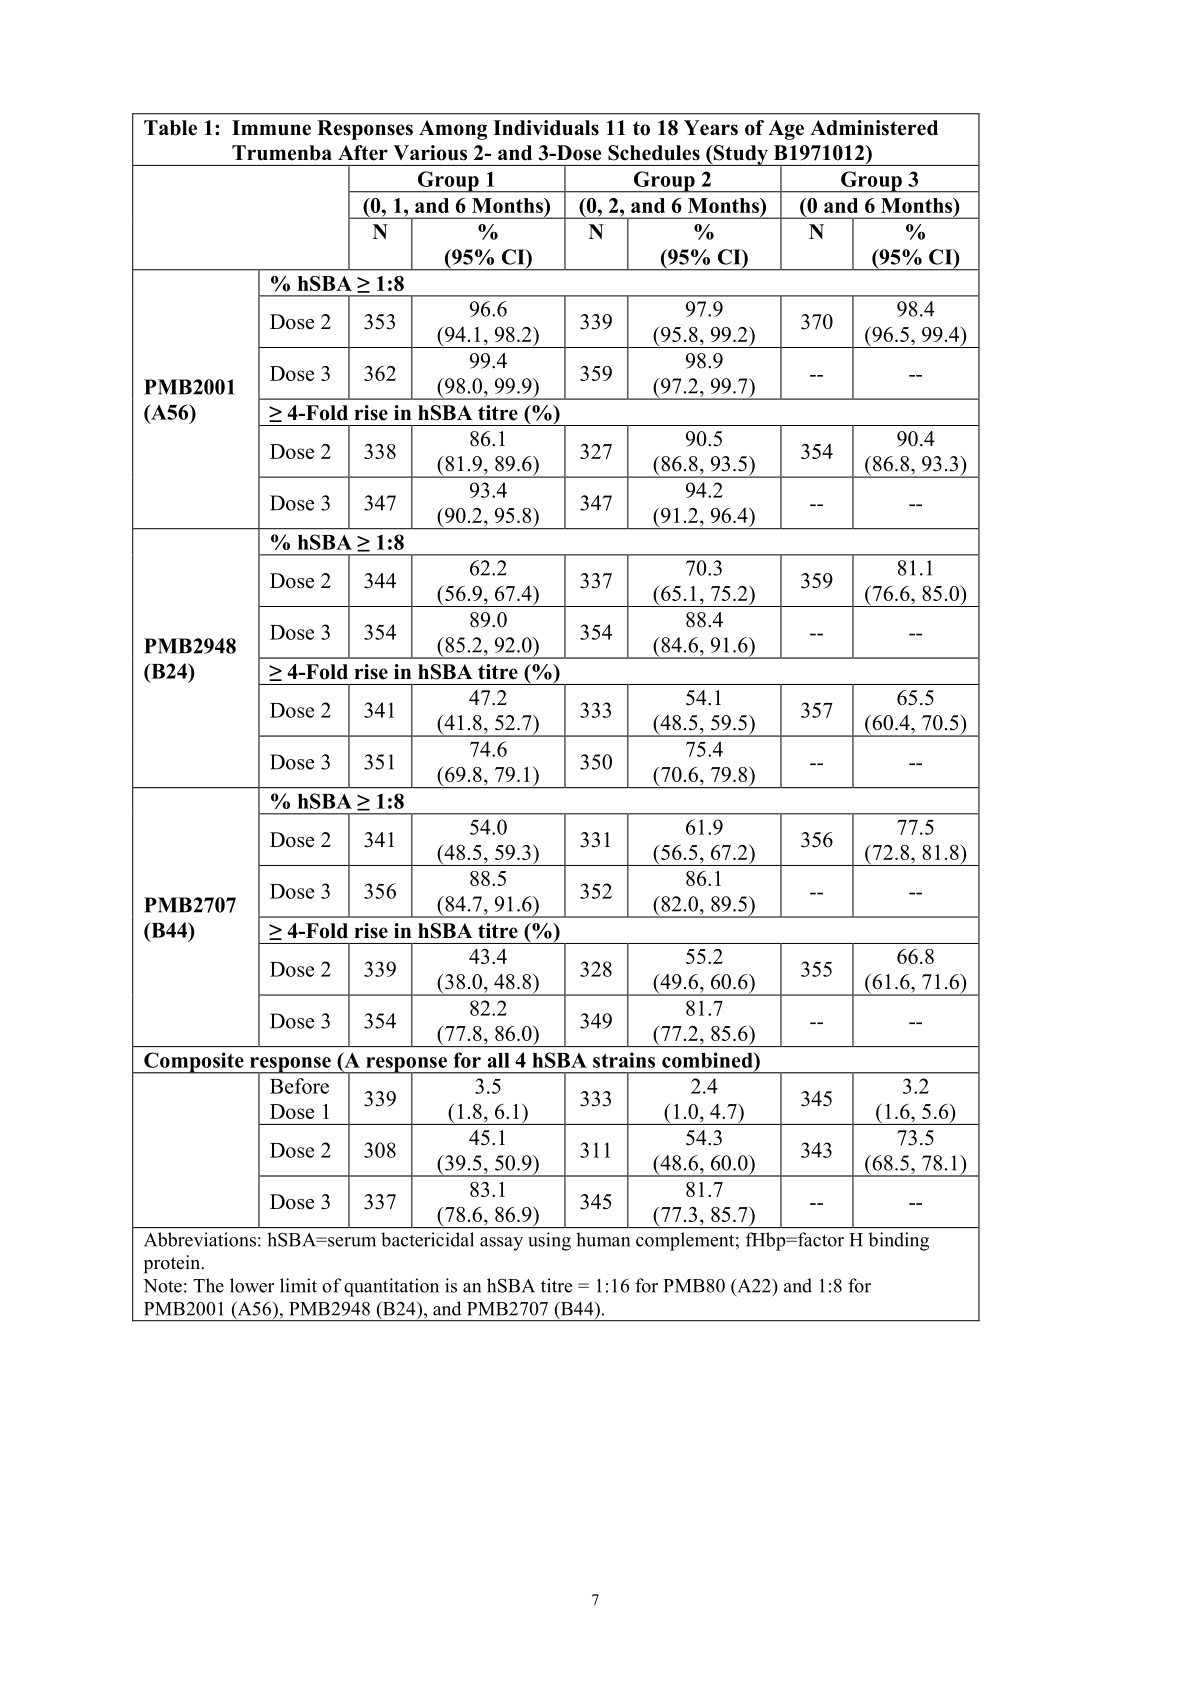 Table 1: Immune Responses Among Individuals 11 to 18 Years of Age Administered
Trumenba After Various 2- and 3-Dose Schedules (Study B1971012)
Group 1 Group 2 Group 3
(0, 1, and 6 Months) (0, 2, and 6 Months) (0 and 6 Months)
N % N % N %
(95% CI) (95% CI) (95% CI)
PMB2001
(A56)
% hSBA ≥ 1:8
Dose 2 353 96.6 339 97.9 370 98.4
(94.1, 98.2) (95.8, 99.2) (96.5, 99.4)
Dose 3 362 99.4 359 98.9 -- --
(98.0, 99.9) (97.2, 99.7)
≥ 4-Fold rise in hSBA titre (%)
Dose 2 338 86.1 327 90.5 354 90.4
(81.9, 89.6) (86.8, 93.5) (86.8, 93.3)
Dose 3 347 93.4 347 94.2 -- --
(90.2, 95.8) (91.2, 96.4)
PMB2948
(B24)
% hSBA ≥ 1:8
Dose 2 344 62.2 337 70.3 359 81.1
(56.9, 67.4) (65.1, 75.2) (76.6, 85.0)
Dose 3 354 89.0 354 88.4 -- --
(85.2, 92.0) (84.6, 91.6)
≥ 4-Fold rise in hSBA titre (%)
Dose 2 341 47.2 333 54.1 357 65.5
(41.8, 52.7) (48.5, 59.5) (60.4, 70.5)
Dose 3 351 74.6 350 75.4 -- --
(69.8, 79.1) (70.6, 79.8)
PMB2707
(B44)
% hSBA ≥ 1:8
Dose 2 341 54.0 331 61.9 356 77.5
(48.5, 59.3) (56.5, 67.2) (72.8, 81.8)
Dose 3 356 88.5 352 86.1 -- --
(84.7, 91.6) (82.0, 89.5)
≥ 4-Fold rise in hSBA titre (%)
Dose 2 339 43.4 328 55.2 355 66.8
(38.0, 48.8) (49.6, 60.6) (61.6, 71.6)
Dose 3 354 82.2 349 81.7 -- --
(77.8, 86.0) (77.2, 85.6)
Composite response (A response for all 4 hSBA strains combined)
Before 339 3.5 333 2.4 345 3.2
Dose 1 (1.8, 6.1) (1.0, 4.7) (1.6, 5.6)
Dose 2 308 45.1 311 54.3 343 73.5
(39.5, 50.9) (48.6, 60.0) (68.5, 78.1)
Dose 3 337 83.1 345 81.7 -- --
(78.6, 86.9) (77.3, 85.7)
Abbreviations: hSBA=serum bactericidal assay using human complement; fHbp=factor H binding
protein.
Note: The lower limit of quantitation is an hSBA titre = 1:16 for PMB80 (A22) and 1:8 for
PMB2001 (A56), PMB2948 (B24), and PMB2707 (B44).
7